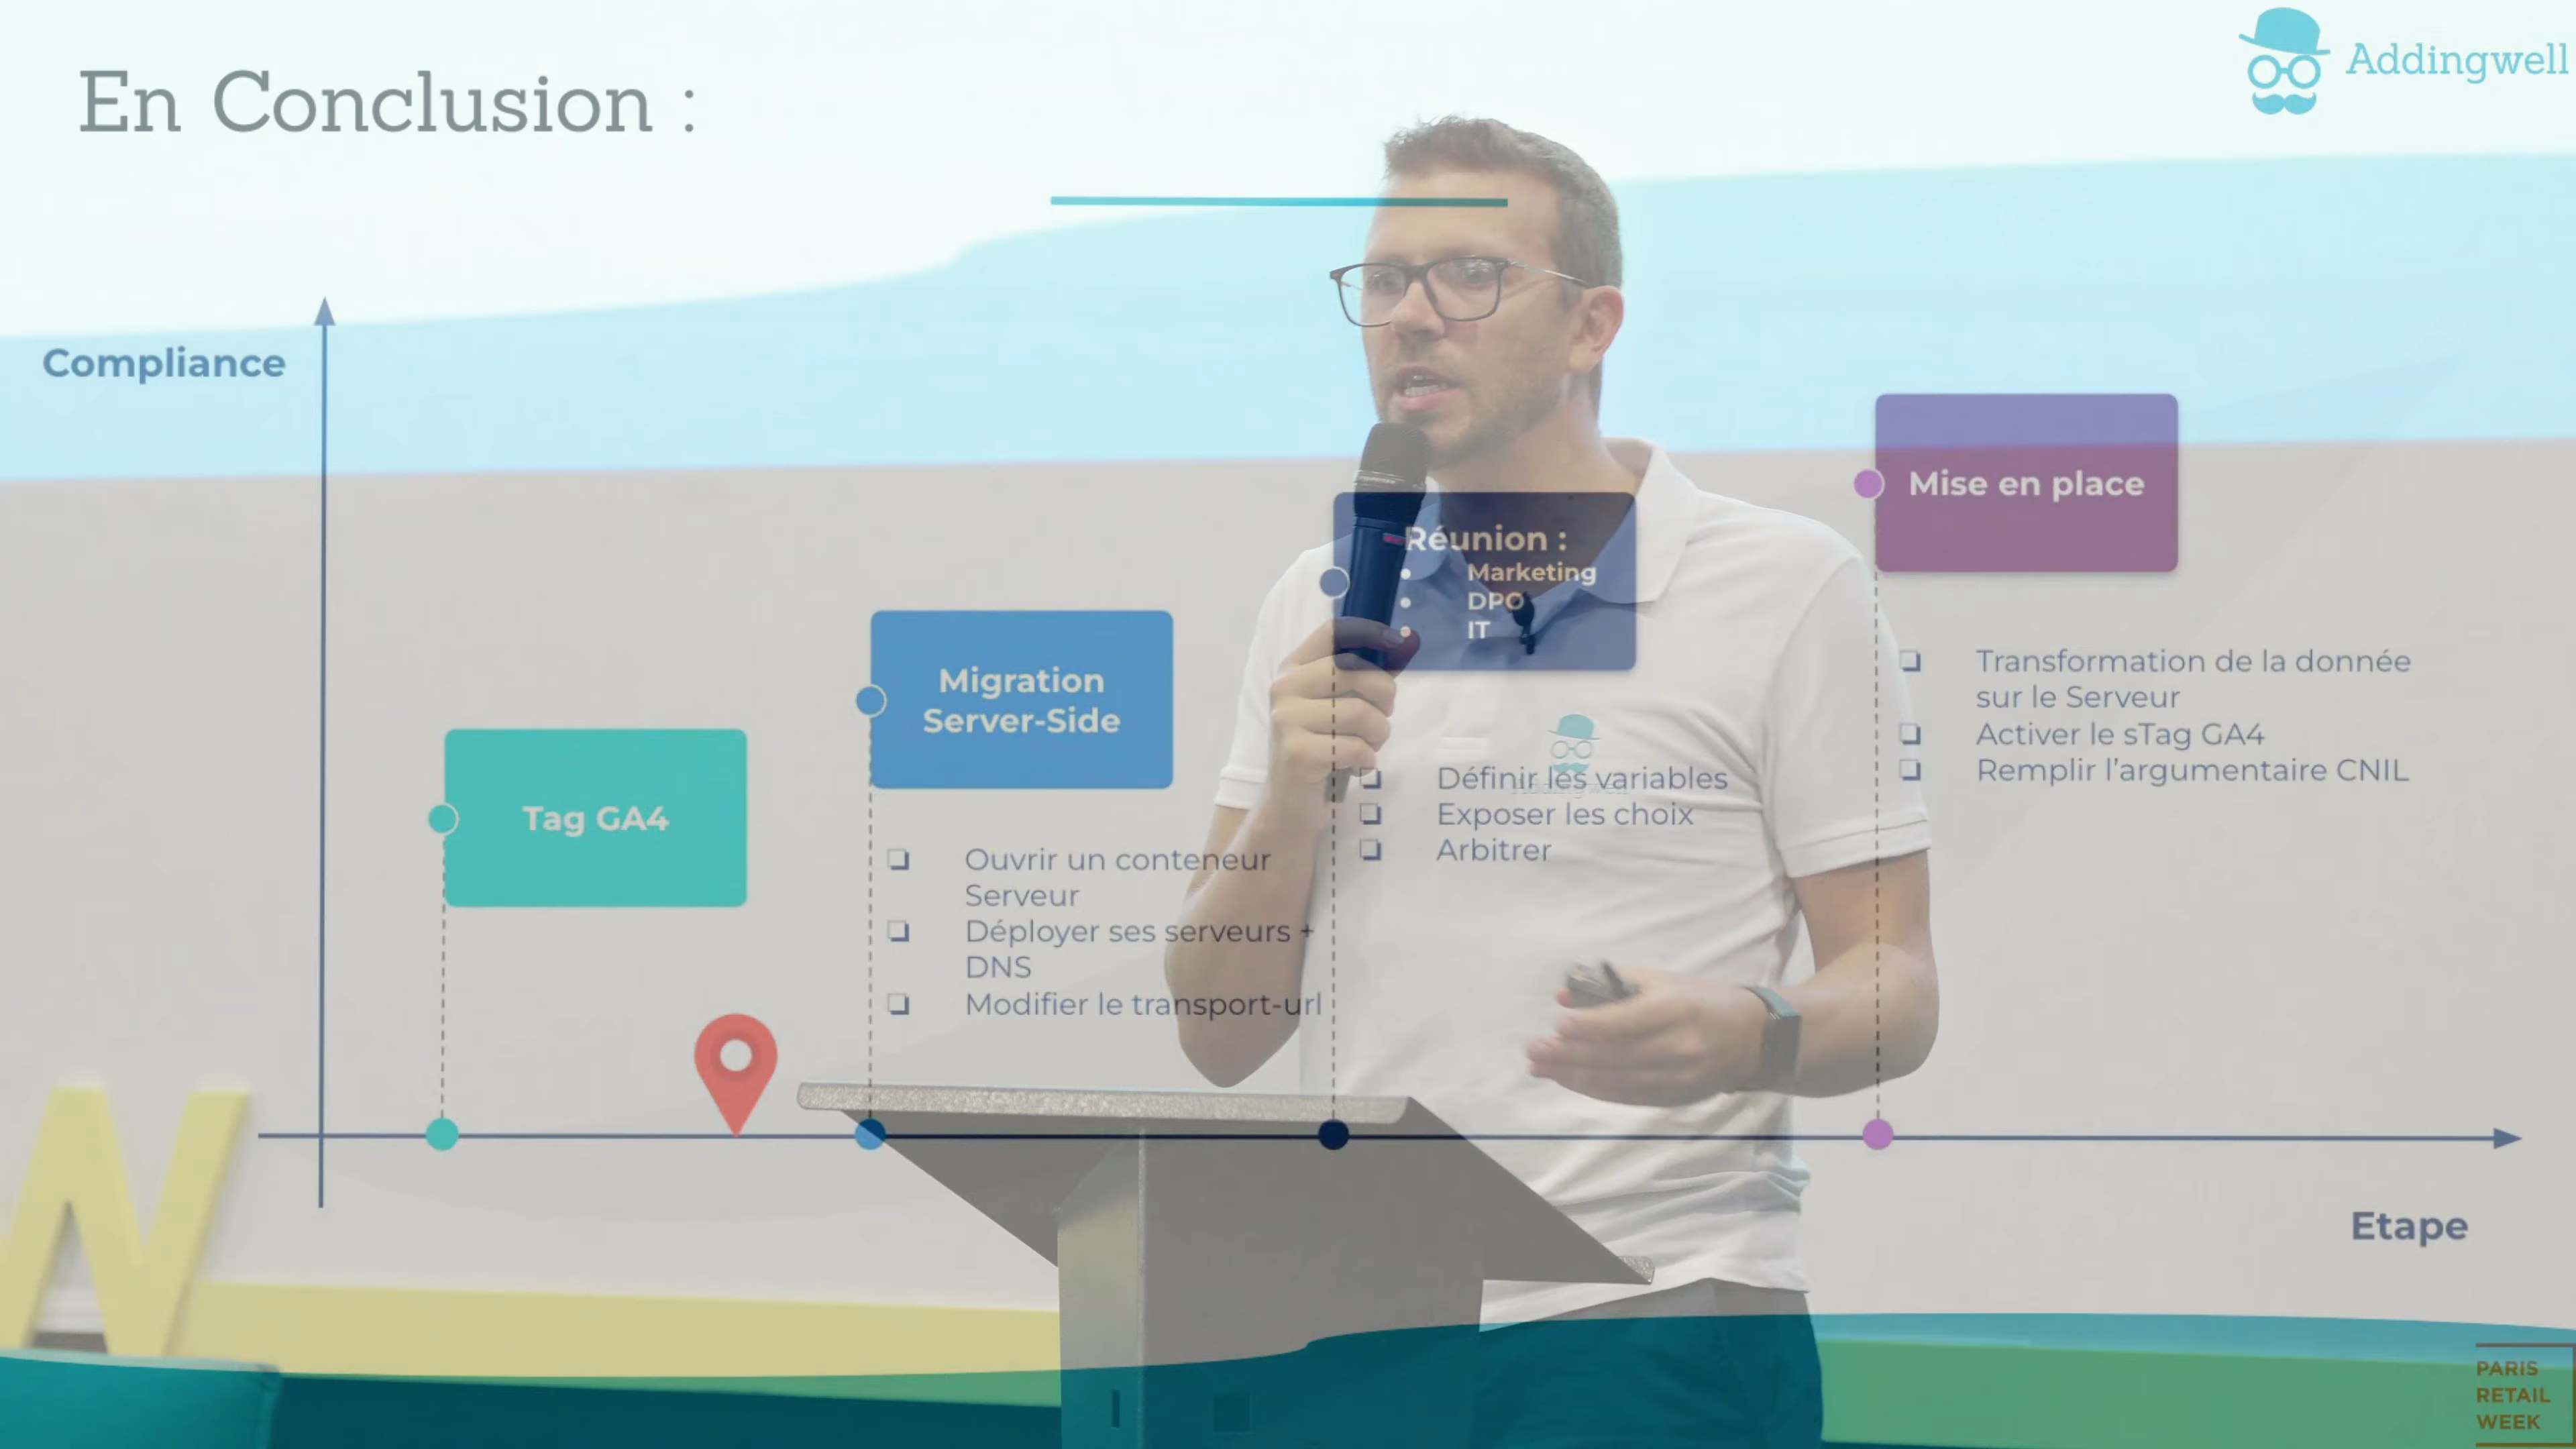 En Conclusion :
Addingwell
Compliance
Tag GA4
Migration
Server-Side
Ouvrir un conteneur
Serveur
Déployer ses serveurs +
DNS
Modifier le transport-url
Réunion :
Marketing
DPO
IT
Définir les variables
Exposer les choix
Arbitrer
Mise en place
Transformation de la donnée
sur le Serveur
Activer le sTag GA4
Remplir l'argumentaire CNIL
Etape
Addingwell
N
PARIS
RETAIL
WEEK